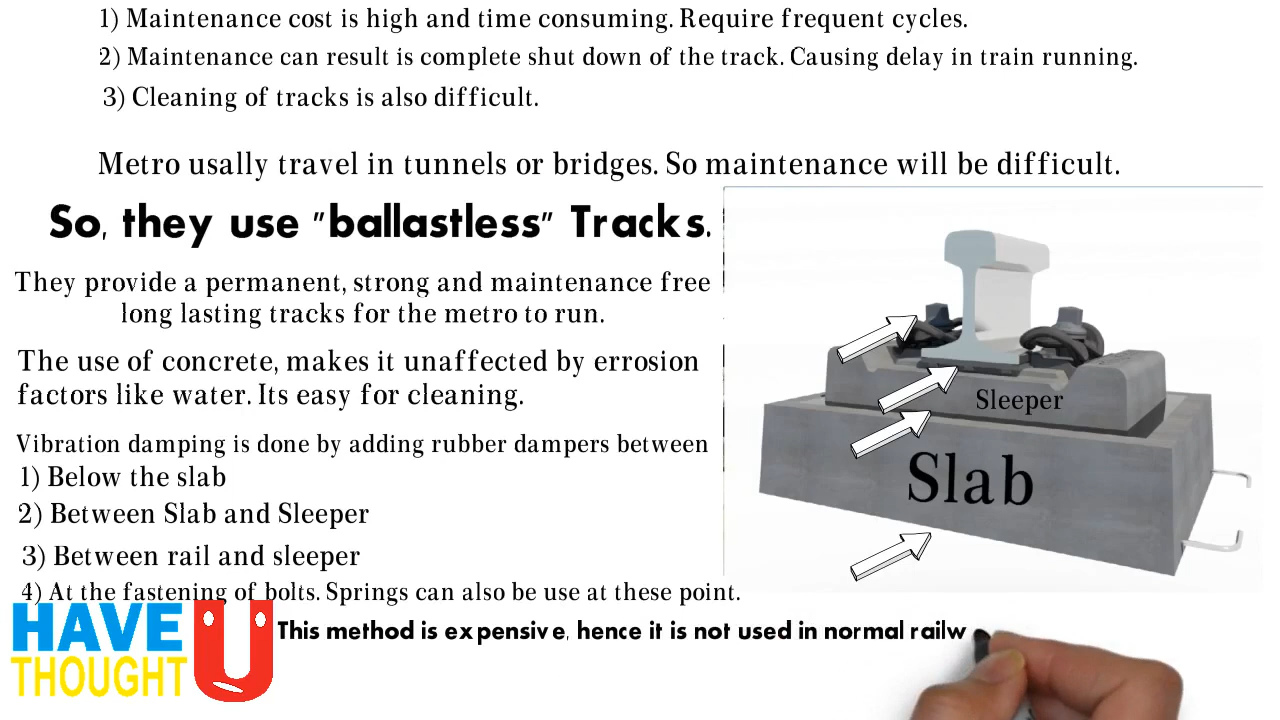 1) Maintenance cost is high and time consuming. Require frequent cycles.
2) Maintenance can result is complete shut down of the track. Causing delay in train running.
3) Cleaning of tracks is also difficult.
Metro usally travel in tunnels or bridges. So maintenance will be difficult.
So, they use "ballastless" Tracks.
They provide a permanent, strong and maintenance free
long lasting tracks for the metro to run.
The use of concrete, makes it unaffected by errosion
factors like water. Its easy for cleaning.
Vibration damping is done by adding rubber dampers between
1) Below the slab
2) Between Slab and Sleeper
3) Between rail and sleeper
4) At the fastening of bolts. Springs can also be use at these point.
This method is expensive, hence it is not used in normal railw
Sleeper
Slab
HAVE
THOUGHT
U